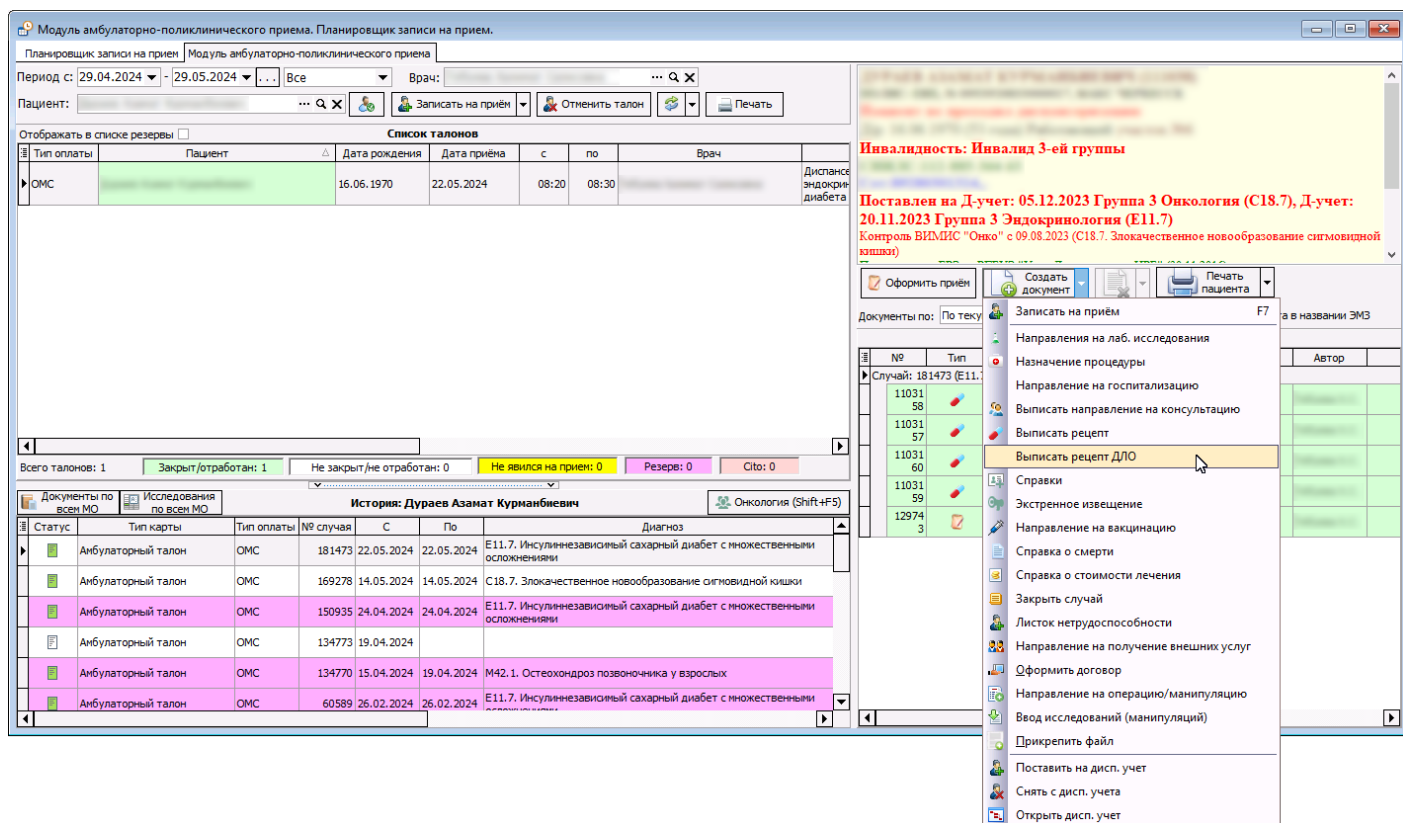 Модуль амбулаторно-поликлинического приема. Планировщик записи на прием.
Планировщик записи на прием Модуль амбулаторно-поликлинического приема
Период с: 29.04.2024 - 29.05.2024 ... Все Врач:
Пациент: Записать на приём Отменить талон Печать
Отображать в списке резервы Список талонов
Тип оплаты Пациент Дата рождения Дата приёма с по Врач
ОМС 16.06.1970 22.05.2024 08:20 08:30
Диспансе
эндокрин
диабета
Всего талонов: 1 Закрыт/отработан: 1 Не закрыт/не отработан: 0 Не явился на прием: 0 Резерв: 0 Cito: 0
Документы по
всем МО
Исследования
по всем МО
История: Дураев Азамат Курманбиевич
Онкология (Shift+F5)
Статус Тип карты Тип оплаты № случая С По Диагноз
Амбулаторный талон ОМС 181473 22.05.2024 22.05.2024 E11.7. Инсулиннезависимый сахарный диабет с множественными
осложнениями
Амбулаторный талон ОМС 169278 14.05.2024 14.05.2024 C18.7. Злокачественное новообразование сигмовидной кишки
Амбулаторный талон ОМС 150935 24.04.2024 24.04.2024 E11.7. Инсулиннезависимый сахарный диабет с множественными
осложнениями
Амбулаторный талон ОМС 134773 19.04.2024
Амбулаторный талон ОМС 134770 15.04.2024 19.04.2024 M42.1. Остеохондроз позвоночника у взрослых
Амбулаторный талон ОМС 60589 26.02.2024 26.02.2024 E11.7. Инсулиннезависимый сахарный диабет с множественными
Инвалидность: Инвалид 3-ей группы
Поставлен на Д-учет: 05.12.2023 Группа 3 Онкология (C18.7), Д-учет:
20.11.2023 Группа 3 Эндокринология (E11.7)
Контроль ВИМИС "Онко" с 09.08.2023 (C18.7. Злокачественное новообразование сигмовидной
кишки)
Оформить приём
Создать
документ
Печать
пациента
Документы по: По теку а в названии ЭМЗ
№ Тип Автор
Случай: 181473 (E11.7
11031
58
11031
57
11031
60
11031
59
12974
3
Записать на приём F7
Направления на лаб. исследования
Назначение процедуры
Направление на госпитализацию
Выписать направление на консультацию
Выписать рецепт
Выписать рецепт ДЛО
Справки
Экстренное извещение
Направление на вакцинацию
Справка о смерти
Справка о стоимости лечения
Закрыть случай
Листок нетрудоспособности
Направление на получение внешних услуг
Оформить договор
Направление на операцию/манипуляцию
Ввод исследований (манипуляций)
Прикрепить файл
Поставить на дисп. учет
Снять с дисп. учета
Открыть дисп. учет